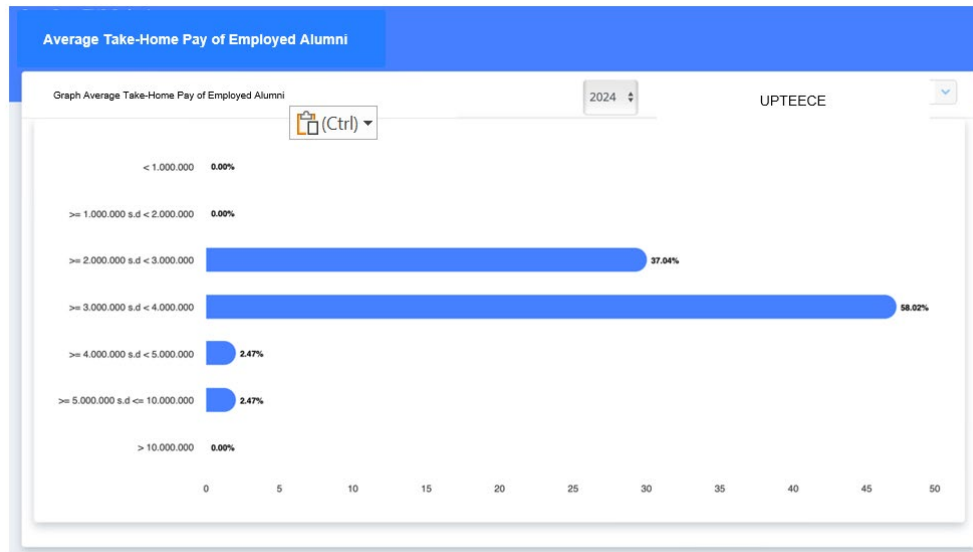 Average Take-Home Pay of Employed Alumni
Graph Average Take-Home Pay of Employed Alumni
2024
UPTEECE
(Ctrl)
< 1.000.000 0.00%
>= 1.000.000 s.d < 2.000.000 0.00%
>= 2.000.000 s.d < 3.000.000 37.04%
>= 3.000.000 s.d < 4.000.000 58.02%
>= 4.000.000 s.d < 5.000.000 2.47%
>= 5.000.000 s.d <= 10.000.000 2.47%
> 10.000.000 0.00%
0 5 10 15 20 25 30 35 40 45 50